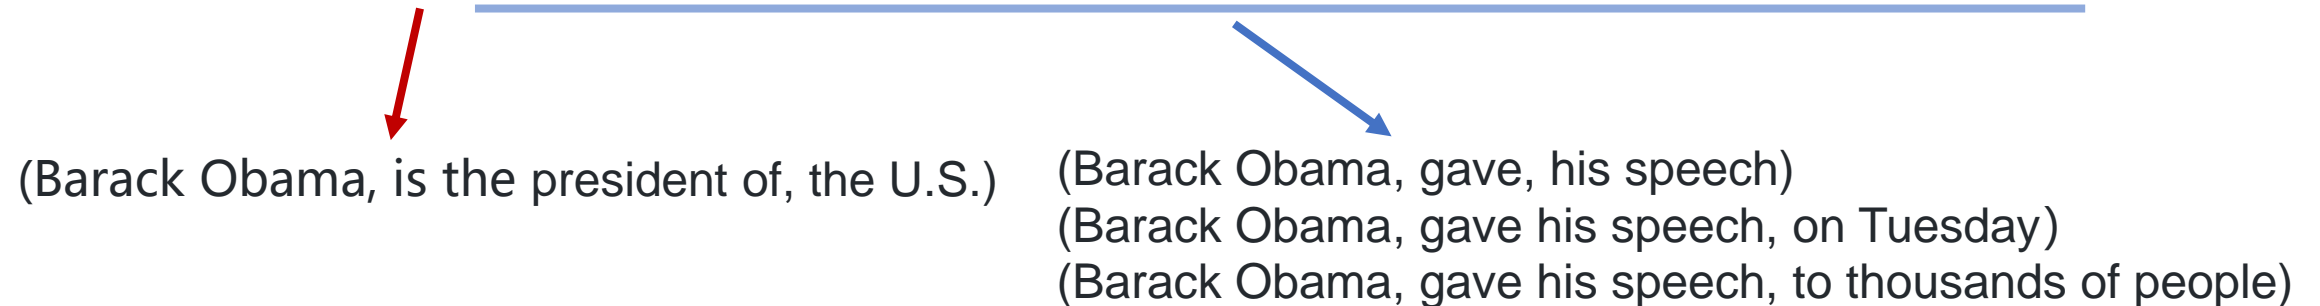 (Barack Obama, is the president of, the U.S.)
(Barack Obama, gave, his speech)
(Barack Obama, gave his speech, on Tuesday)
(Barack Obama, gave his speech, to thousands of people)